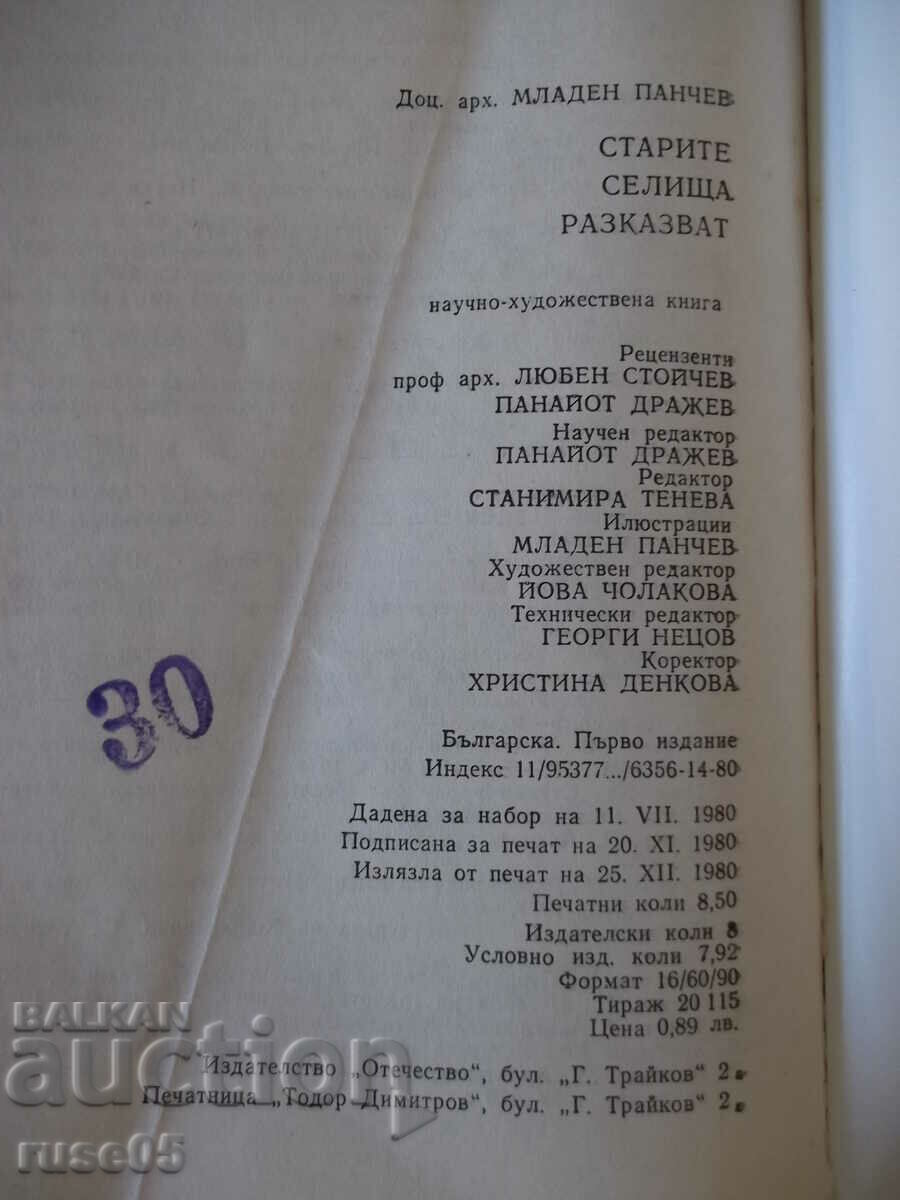 Доц. арх. МЛАДЕН ПАНЧЕВ
СТАРИТЕ
СЕЛИЩА
РАЗКАЗВАТ
научно-художествена книга
Рецензенти
проф арх. ЛЮБЕН СТОЙЧЕВ
ПАНАЙОТ ДРАЖЕВ
Научен редактор
ПАНАЙОТ ДРАЖЕВ
Редактор
СТАНИМИРА ТЕНЕВА
Илюстрации
МЛАДЕН ПАНЧЕВ
Художествен редактор
ЙОВА ЧОЛАКОВА
Технически редактор
ГЕОРГИ НЕЦОВ
Коректор
ХРИСТИНА ДЕНКОВА
30
Българска. Първо издание
Индекс 11/95377.../6356-14-80
Дадена за набор на 11. VII. 1980
Подписана за печат на 20. XI. 1980
Излязла от печат на 25. XII. 1980
Печатни коли 8,50
Издателски коли 8
Условно изд. коли 7,92
Формат 16/60/90
Тираж 20 115
Цена 0,89 лв.
Издателство „Отечество“, бул. „Г. Трайков“ 2
Печатница „Тодор Димитров“, бул. „Г. Трайков“ 2
BALKAN
auction
ruse05